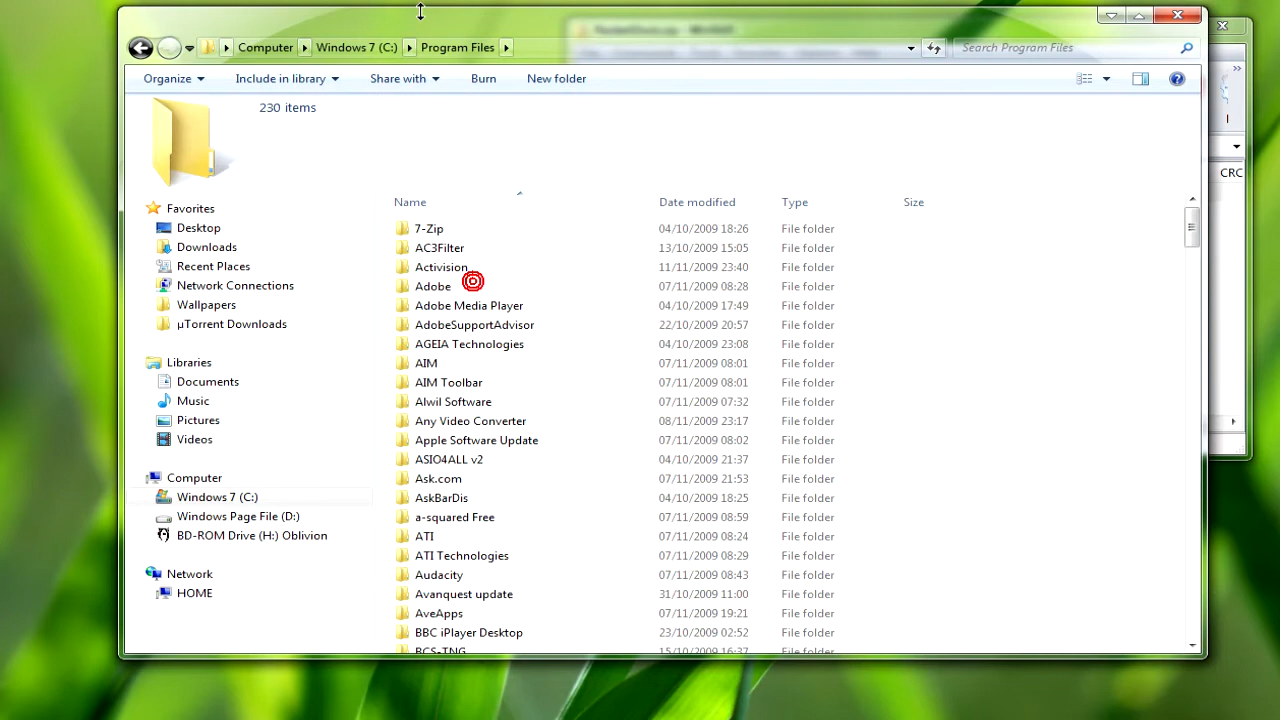 Computer Windows 7 (C:) Program Files Search Program Files
Organize Include in library Share with Burn New folder
230 items
CRC
Name Date modified Type Size
Favorites
Desktop
Downloads
Recent Places
Network Connections
Wallpapers
µTorrent Downloads
Libraries
Documents
Music
Pictures
Videos
Computer
Windows 7 (C:)
Windows Page File (D:)
BD-ROM Drive (H:) Oblivion
Network
HOME
7-Zip 04/10/2009 18:26 File folder
AC3Filter 13/10/2009 15:05 File folder
Activision 11/11/2009 23:40 File folder
Adobe 07/11/2009 08:28 File folder
Adobe Media Player 04/10/2009 17:49 File folder
AdobeSupportAdvisor 22/10/2009 20:57 File folder
AGEIA Technologies 04/10/2009 23:08 File folder
AIM 07/11/2009 08:01 File folder
AIM Toolbar 07/11/2009 08:01 File folder
Alwil Software 07/11/2009 07:32 File folder
Any Video Converter 08/11/2009 23:17 File folder
Apple Software Update 07/11/2009 08:02 File folder
ASIO4ALL v2 04/10/2009 21:37 File folder
Ask.com 07/11/2009 21:53 File folder
AskBarDis 04/10/2009 18:25 File folder
a-squared Free 07/11/2009 08:59 File folder
ATI 07/11/2009 08:24 File folder
ATI Technologies 07/11/2009 08:29 File folder
Audacity 07/11/2009 08:43 File folder
Avanquest update 31/10/2009 11:00 File folder
AveApps 07/11/2009 19:21 File folder
BBC iPlayer Desktop 23/10/2009 02:52 File folder
BCS-TNG 15/10/2009 16:37 File folder